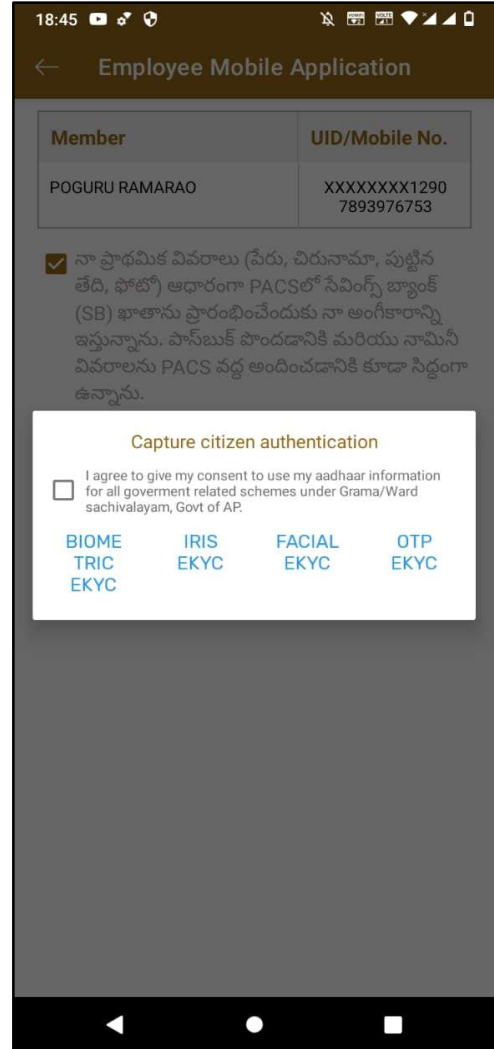 18:45
Employee Mobile Application
Member UID/Mobile No.
POGURU RAMARAO XXXXXXXX1290
7893976753
నా ప్రాథమిక వివరాలు (పేరు, చిరునామా, పుట్టిన
తేది, ఫోటో) ఆధారంగా PACSలో సేవింగ్స్ బ్యాంక్
(SB) ఖాతాను ప్రారంభించేందుకు నా అంగీకారాన్ని
ఇస్తున్నాను. పాస్‌బుక్ పొందడానికి మరియు నామినీ
వివరాలను PACS వద్ద అందించడానికి కూడా సిద్ధంగా
ఉన్నాను.
Capture citizen authentication
I agree to give my consent to use my aadhaar information
for all goverment related schemes under Grama/Ward
sachivalayam, Govt of AP.
BIOME IRIS FACIAL OTP
TRIC EKYC EKYC EKYC
EKYC